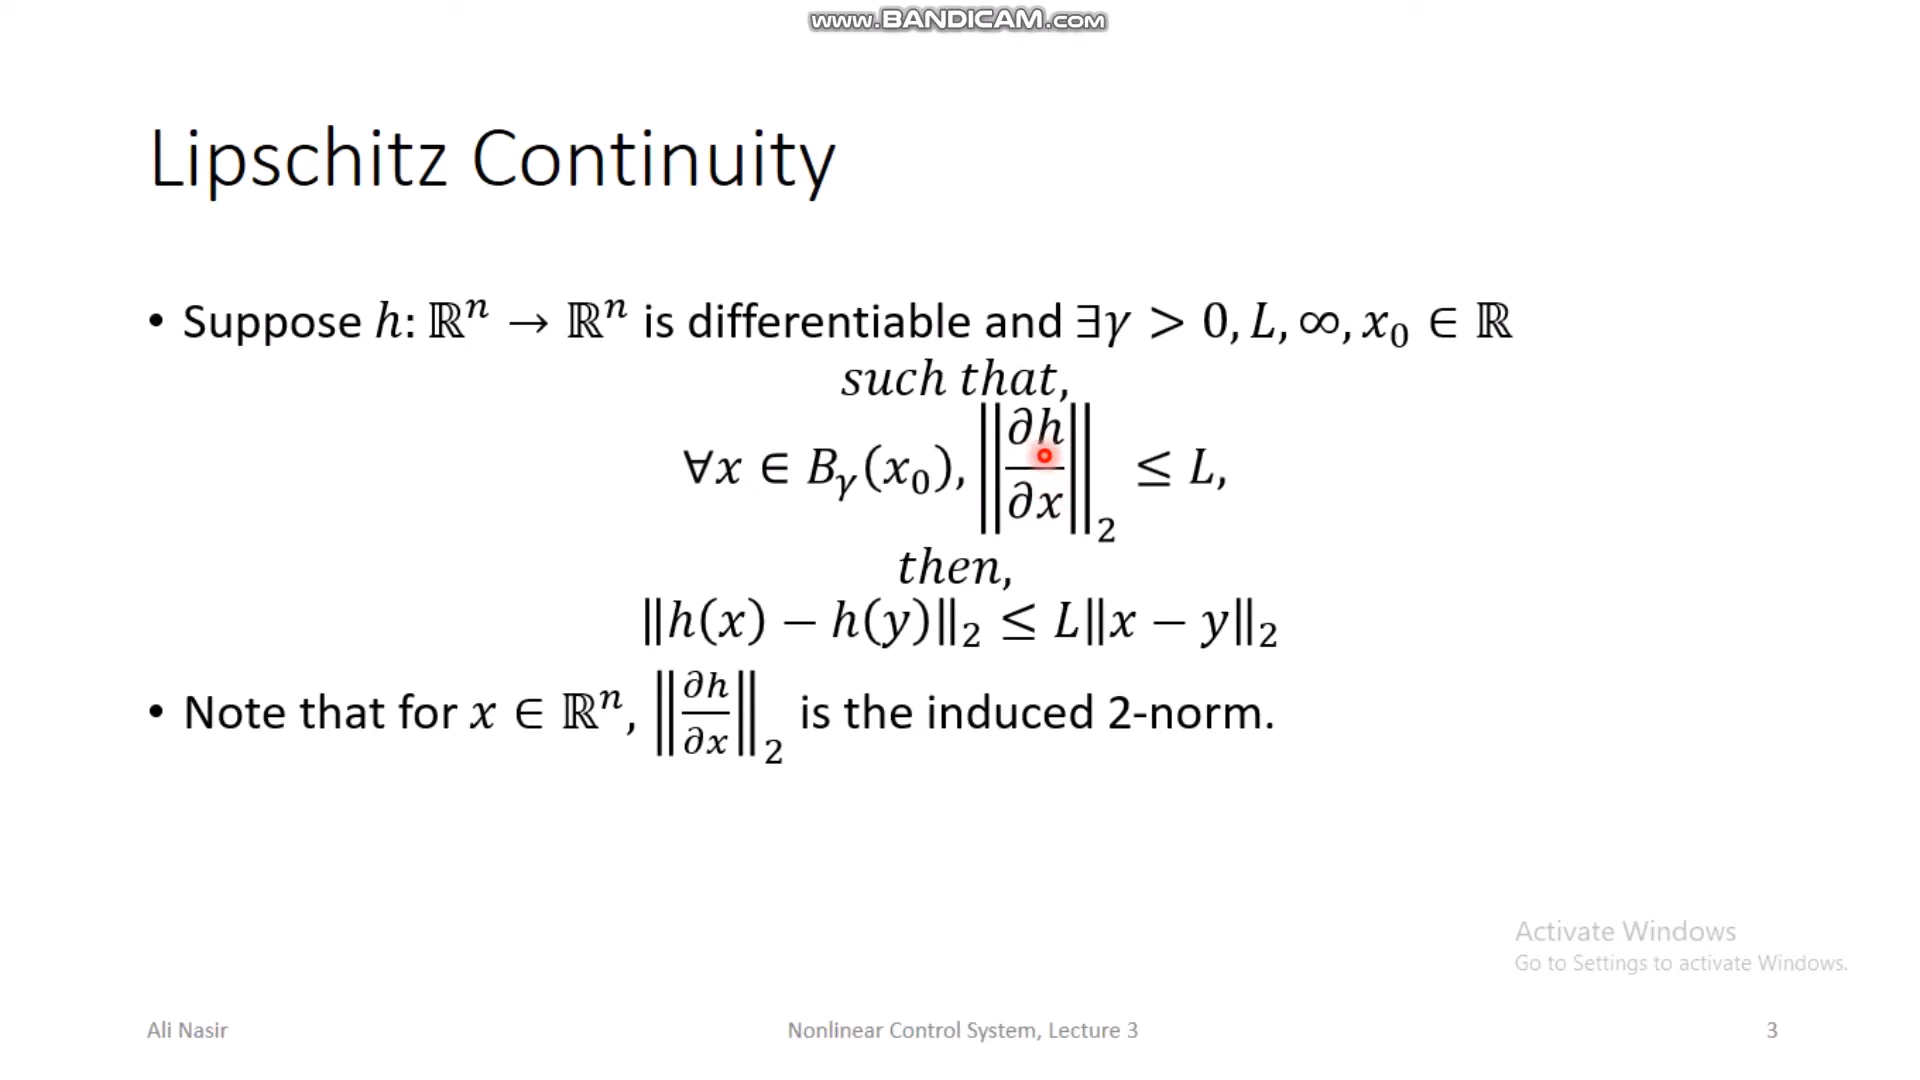 www.BANDICAM.com
Lipschitz Continuity
• Suppose ℎ: ℝⁿ → ℝⁿ is differentiable and ∃γ > 0, L, ∞, x₀ ∈ ℝ
such that,
∀x ∈ B_γ(x₀), ‖∂h/∂x‖₂ ≤ L,
then,
‖h(x) − h(y)‖₂ ≤ L‖x − y‖₂
• Note that for x ∈ ℝⁿ, ‖∂h/∂x‖₂ is the induced 2-norm.
Activate Windows
Go to Settings to activate Windows.
Ali Nasir
Nonlinear Control System, Lecture 3
3